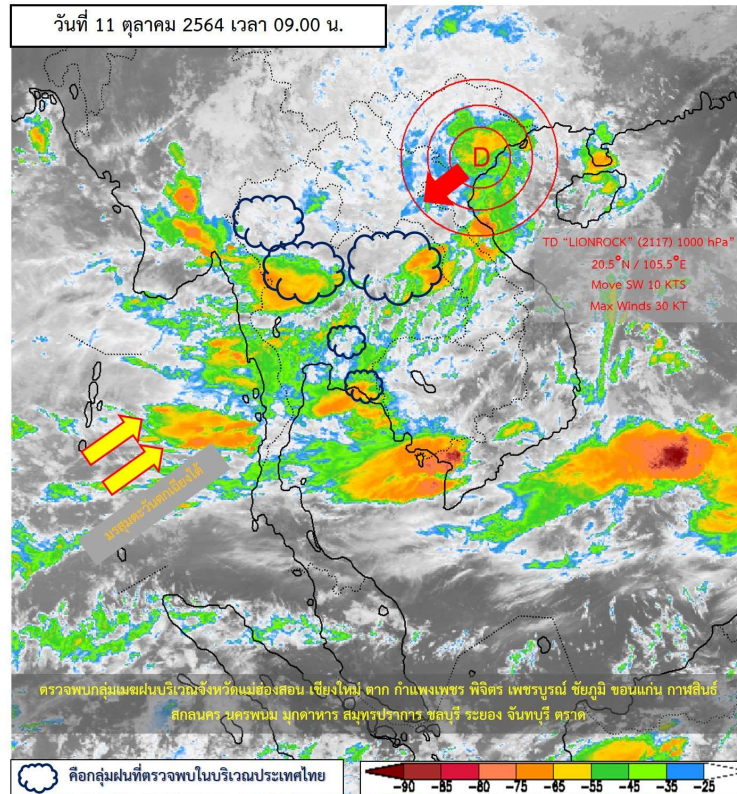 วันที่ 11 ตุลาคม 2564 เวลา 09.00 น.
D
TD “LIONROCK” (2117) 1000 hPa”
20.5°N / 105.5°E
Move SW 10 KTS
Max Winds 30 KT
มรสุมตะวันตกเฉียงใต้
ตรวจพบกลุ่มเมฆฝนบริเวณจังหวัดแม่ฮ่องสอน เชียงใหม่ ตาก กำแพงเพชร พิจิตร เพชรบูรณ์ ชัยภูมิ ขอนแก่น กาฬสินธุ์
สกลนคร นครพนม มุกดาหาร สมุทรปราการ ชลบุรี ระยอง จันทบุรี ตราด
คือกลุ่มฝนที่ตรวจพบในบริเวณประเทศไทย
-90 -85 -80 -75 -65 -55 -45 -35 -25